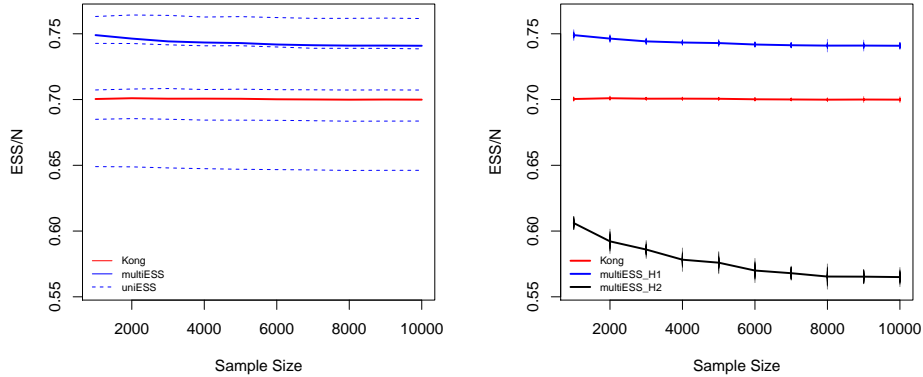 0.75
0.70
0.65
0.60
0.55
ESS/N
Kong
multiESS
uniESS
2000 4000 6000 8000 10000
Sample Size
0.75
0.70
0.65
0.60
0.55
ESS/N
Kong
multiESS_H1
multiESS_H2
2000 4000 6000 8000 10000
Sample Size